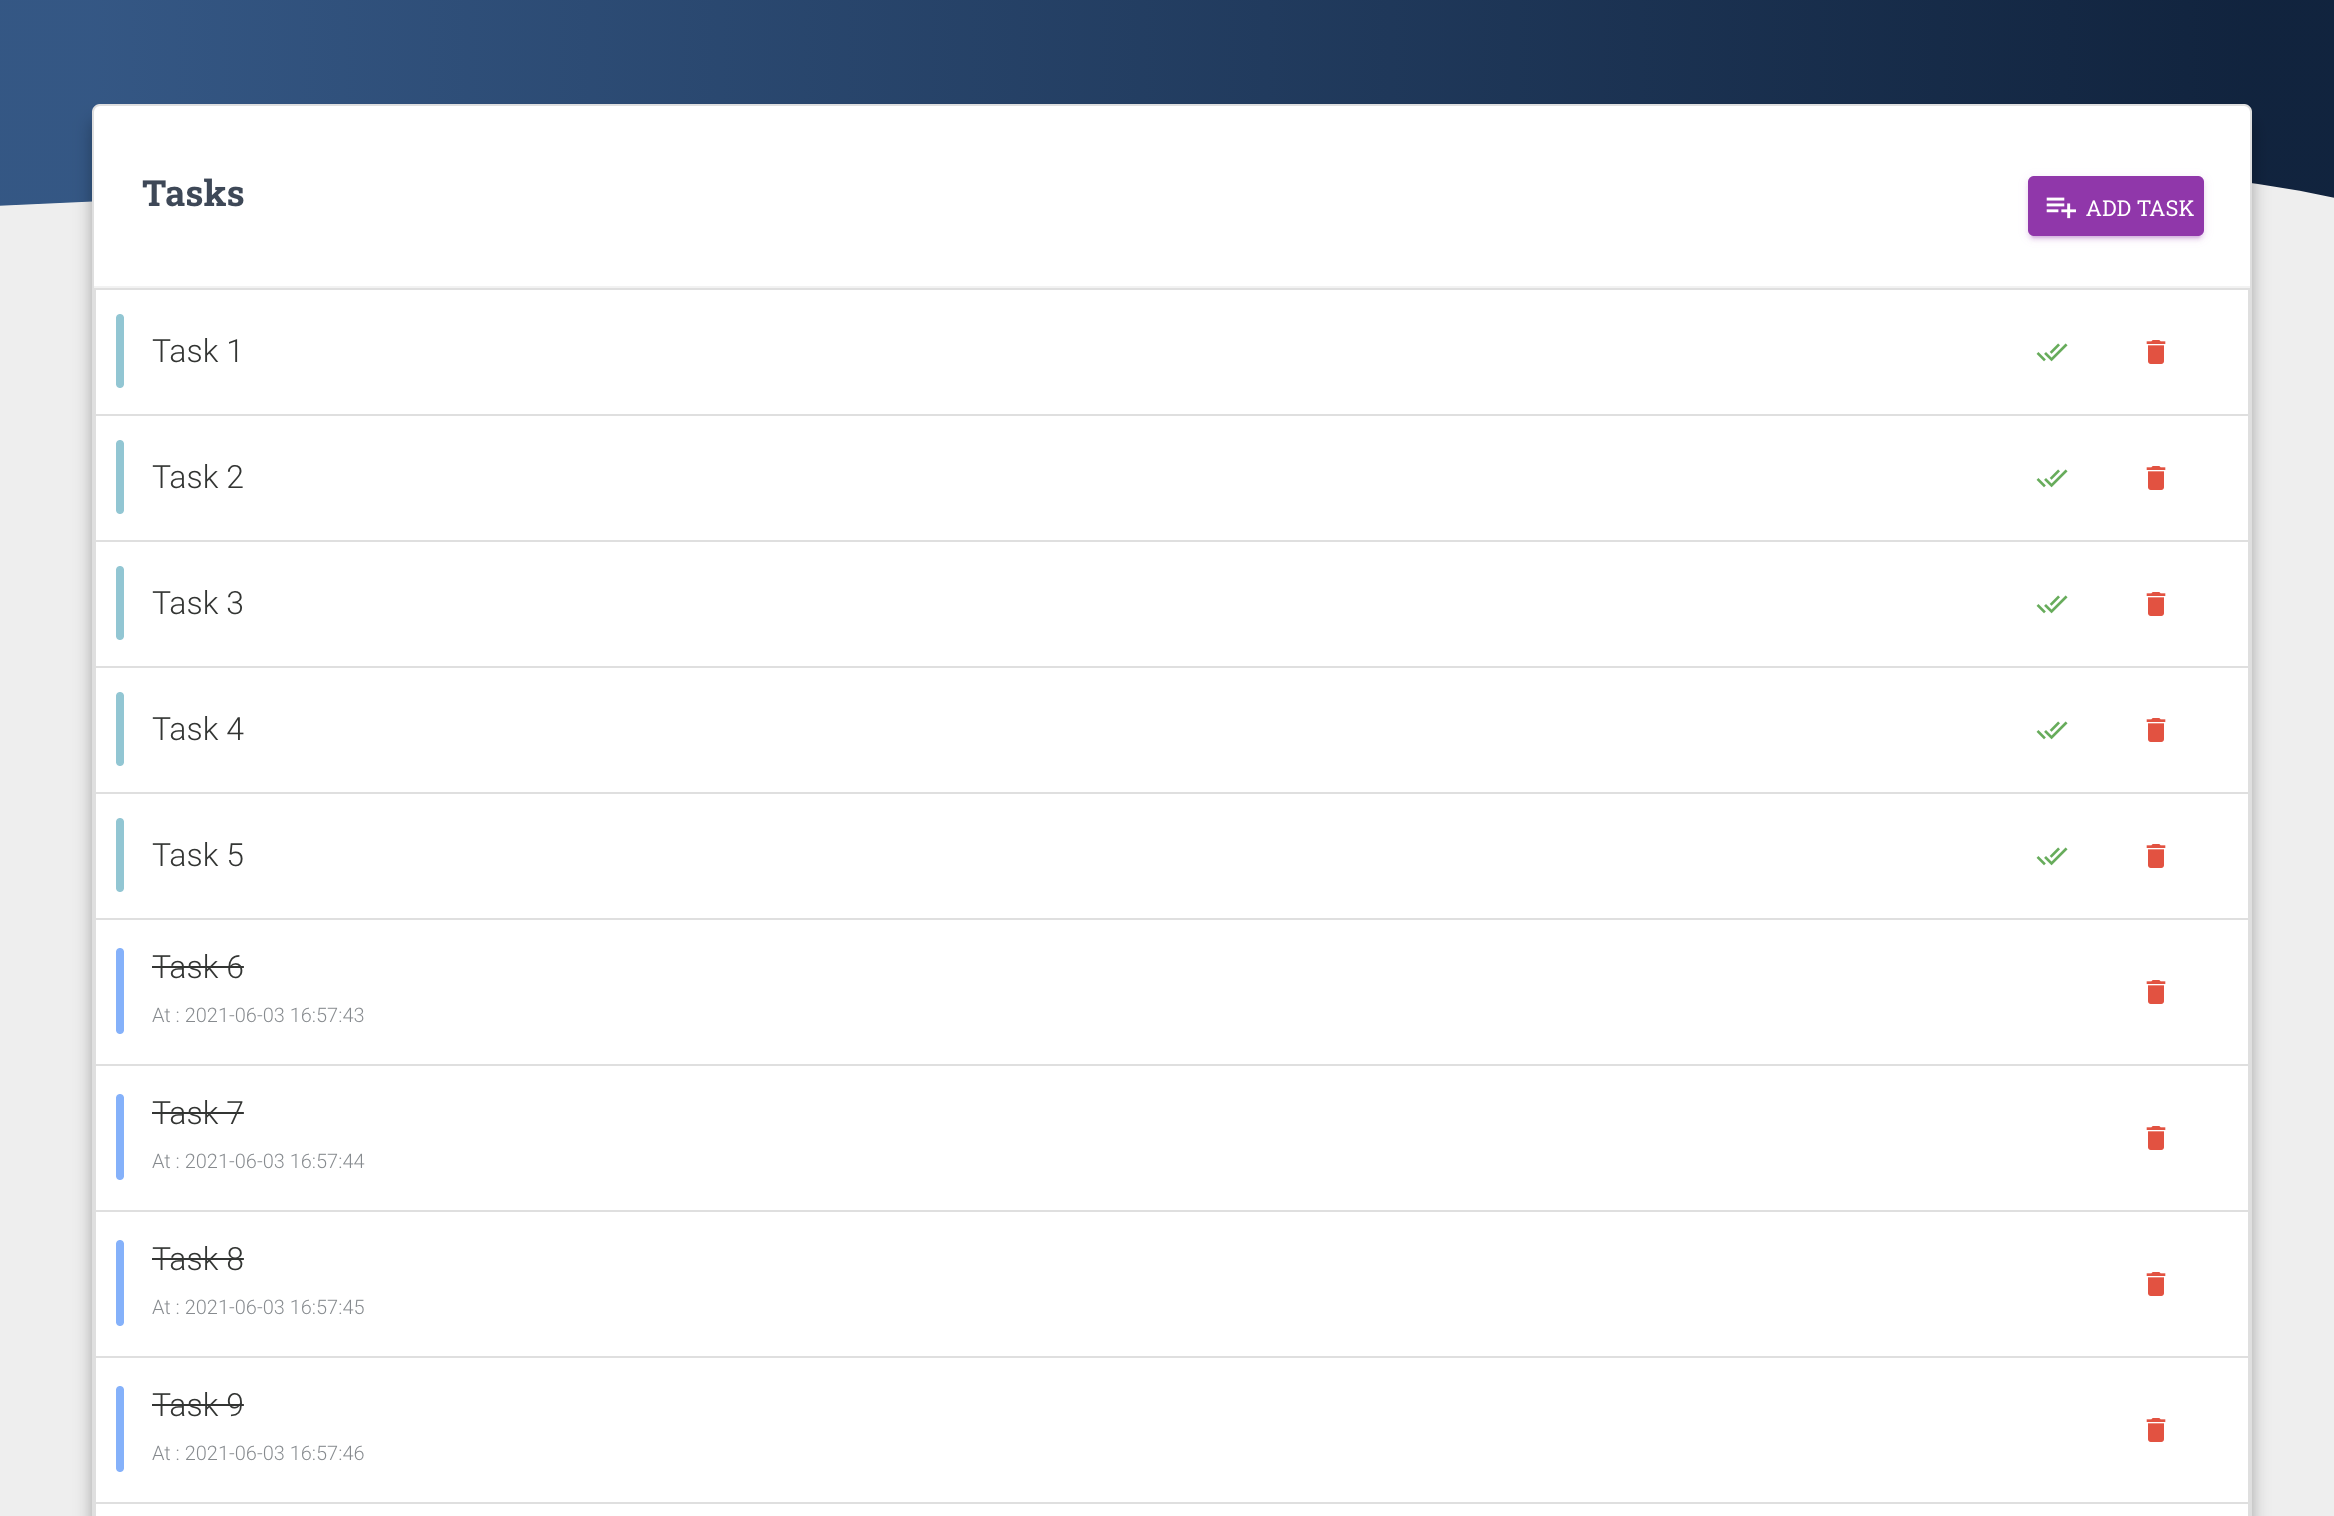 Tasks
ADD TASK
Task 1
Task 2
Task 3
Task 4
Task 5
Task 6
At : 2021-06-03 16:57:43
Task 7
At : 2021-06-03 16:57:44
Task 8
At : 2021-06-03 16:57:45
Task 9
At : 2021-06-03 16:57:46